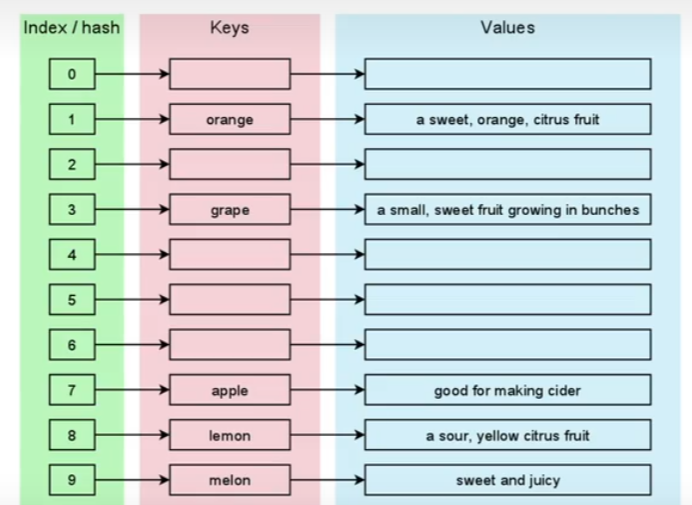 Index / hash Keys Values
0
1 orange a sweet, orange, citrus fruit
2
3 grape a small, sweet fruit growing in bunches
4
5
6
7 apple good for making cider
8 lemon a sour, yellow citrus fruit
9 melon sweet and juicy